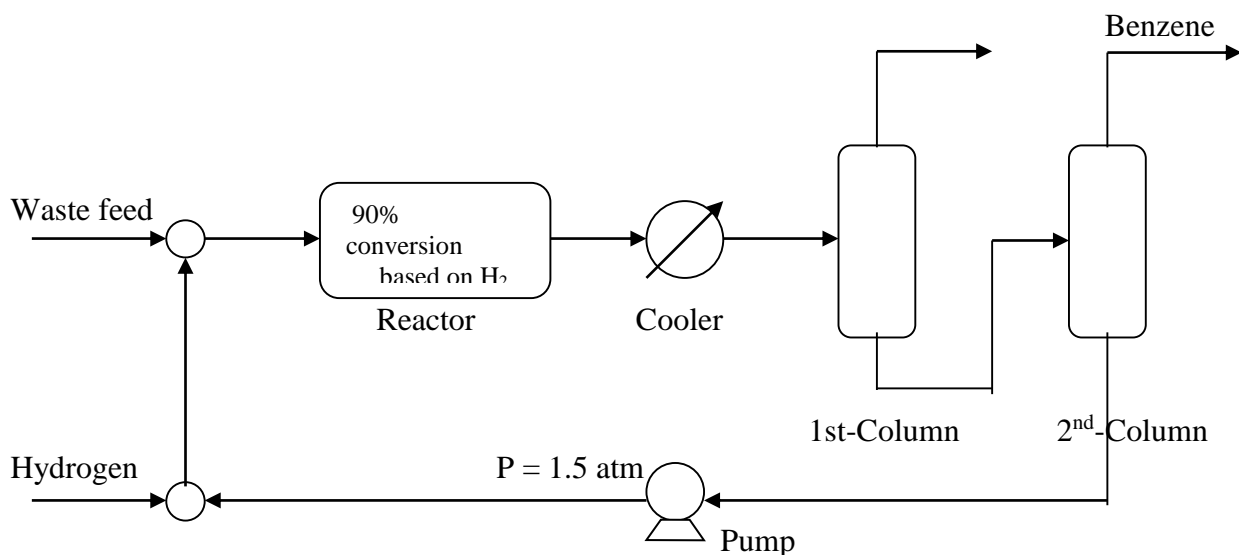 Benzene
Waste feed
90%
conversion
based on H₂
Reactor
Cooler
1st-Column
2ⁿᵈ-Column
Hydrogen
P = 1.5 atm
Pump